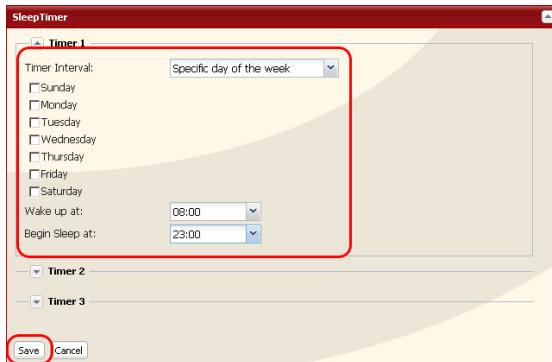 SleepTimer
Timer 1
Timer Interval: Specific day of the week
Sunday
Monday
Tuesday
Wednesday
Thursday
Friday
Saturday
Wake up at: 08:00
Begin Sleep at: 23:00
Timer 2
Timer 3
Save Cancel